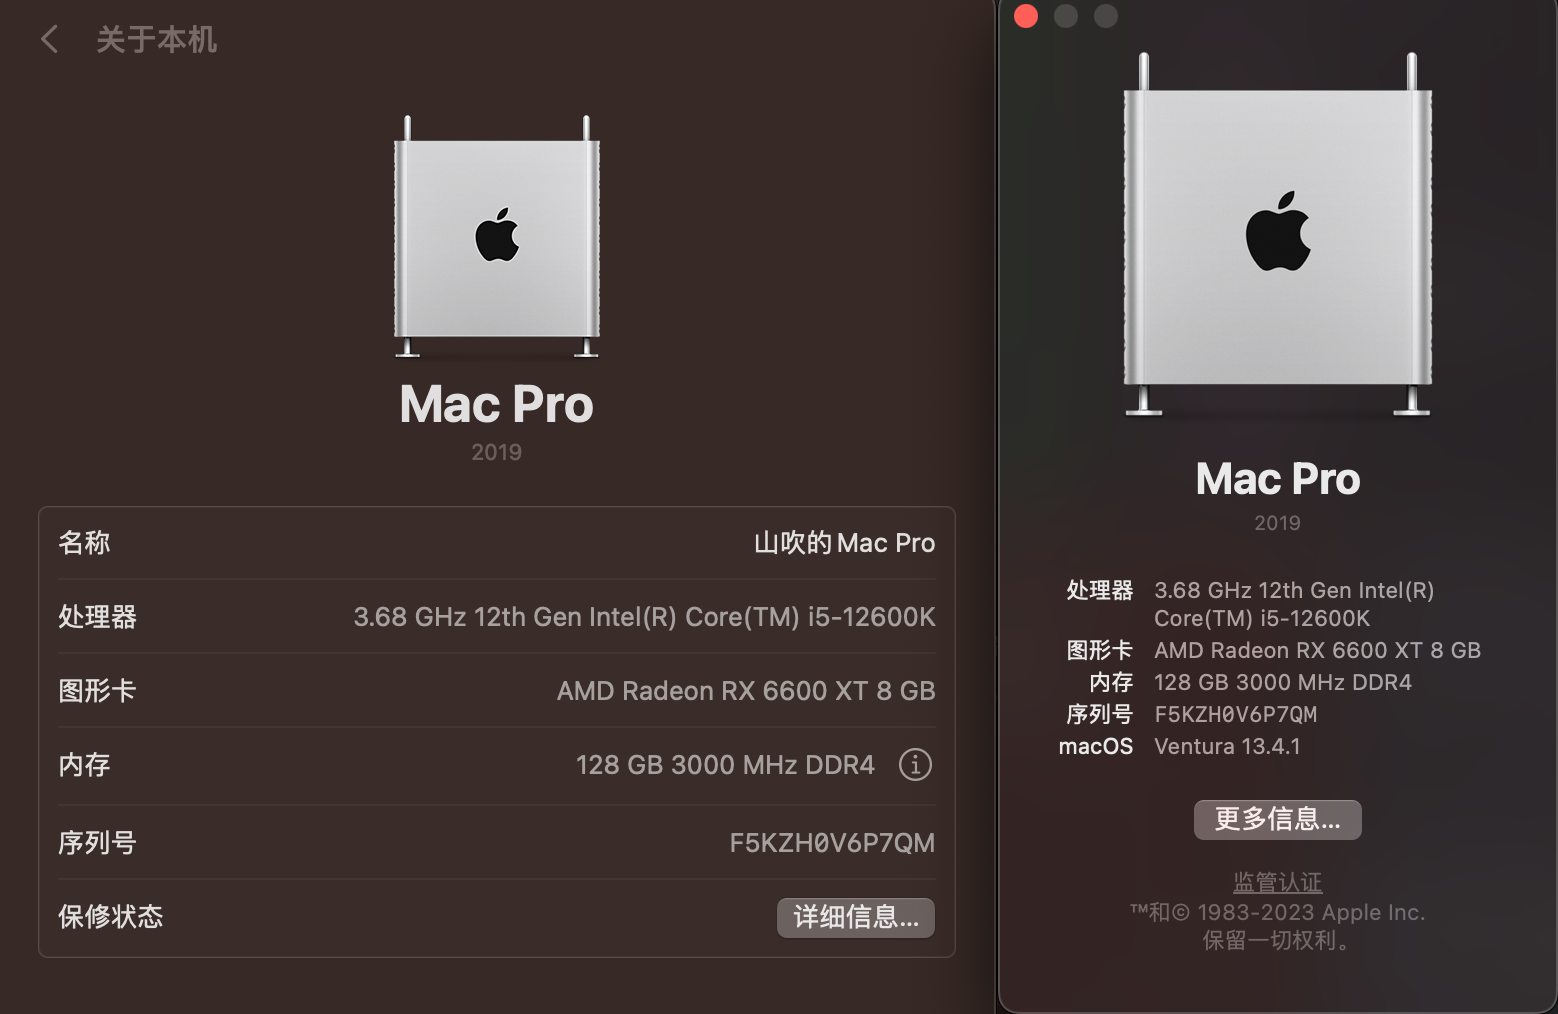 关于本机
Mac Pro
2019
名称 山吹的Mac Pro
处理器 3.68 GHz 12th Gen Intel(R) Core(TM) i5-12600K
图形卡 AMD Radeon RX 6600 XT 8 GB
内存 128 GB 3000 MHz DDR4
序列号 F5KZH0V6P7QM
保修状态 详细信息...
Mac Pro
2019
处理器 3.68 GHz 12th Gen Intel(R)
Core(TM) i5-12600K
图形卡 AMD Radeon RX 6600 XT 8 GB
内存 128 GB 3000 MHz DDR4
序列号 F5KZH0V6P7QM
macOS Ventura 13.4.1
更多信息...
监管认证
™和© 1983-2023 Apple Inc.
保留一切权利。